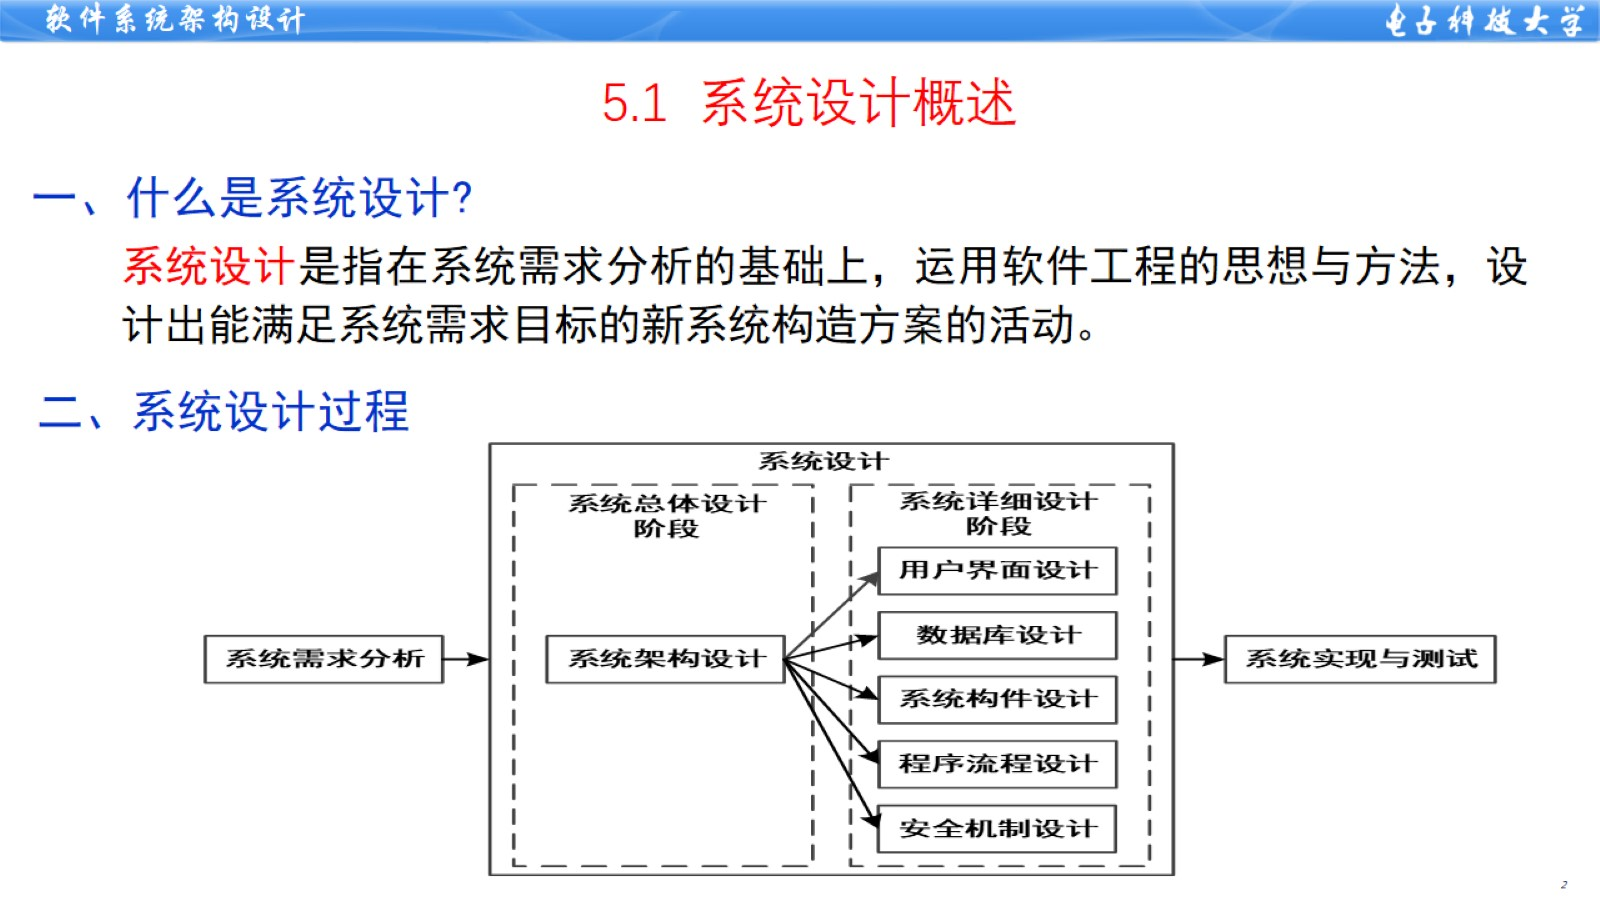 软件系统架构设计
电子科技大学
5.1 系统设计概述
一、什么是系统设计?
系统设计是指在系统需求分析的基础上，运用软件工程的思想与方法，设
计出能满足系统需求目标的新系统构造方案的活动。
二、系统设计过程
系统设计
系统总体设计
阶段
系统详细设计
阶段
用户界面设计
数据库设计
系统需求分析
系统架构设计
系统实现与测试
系统构件设计
程序流程设计
安全机制设计
2